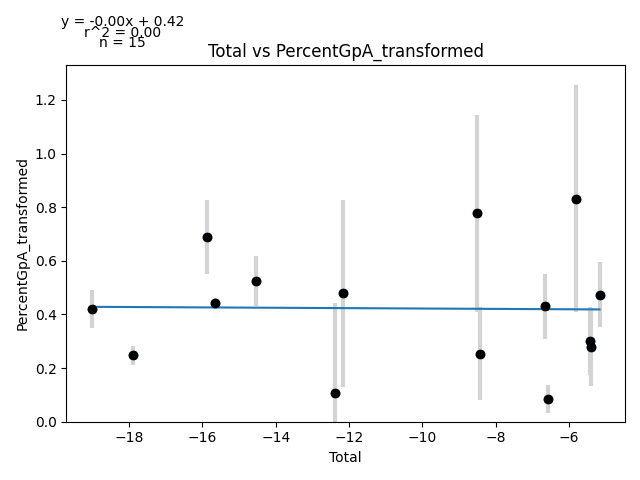 y = -0.00x + 0.42
r^2 = 0.00
n = 15
Total vs PercentGpA_transformed
PercentGpA_transformed
1.2
1.0
0.8
0.6
0.4
0.2
0.0
−18
−16
−14
−12
−10
−8
−6
Total